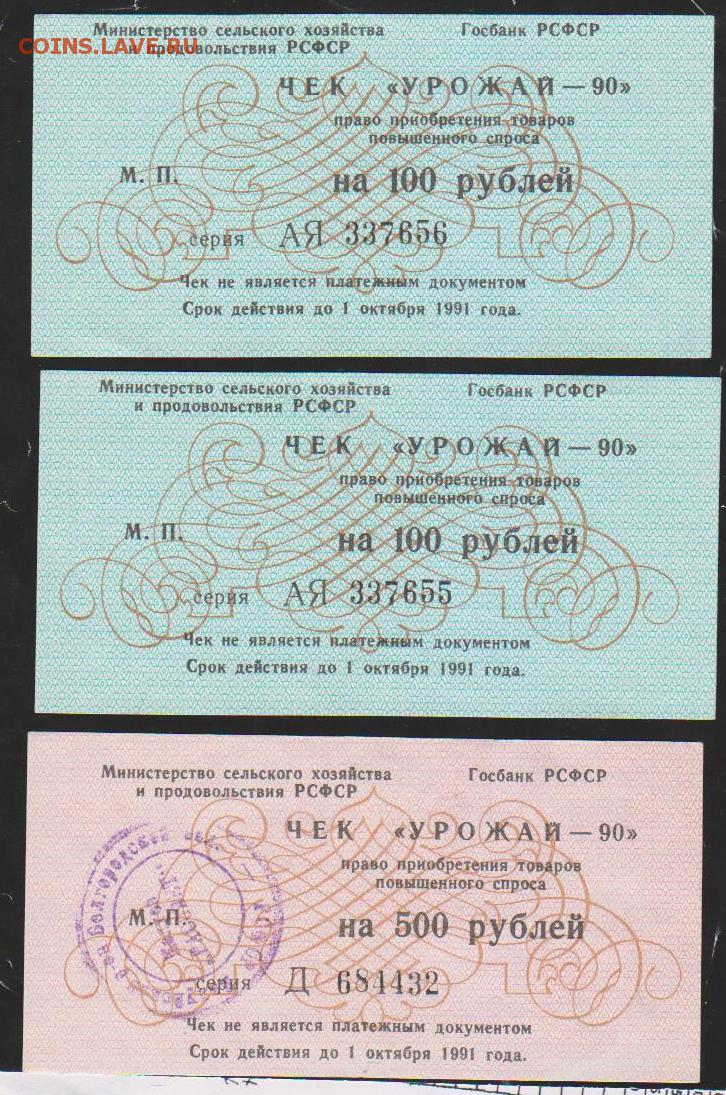 COINS.LAVE.RU
Министерство сельского хозяйства
и продовольствия РСФСР
Госбанк РСФСР
ЧЕК «УРОЖАЙ — 90»
право приобретения товаров
повышенного спроса
М. П.
на 100 рублей
серия АЯ 337656
Чек не является платежным документом
Срок действия до 1 октября 1991 года.
Министерство сельского хозяйства
и продовольствия РСФСР
Госбанк РСФСР
ЧЕК «УРОЖАЙ — 90»
право приобретения товаров
повышенного спроса
М. П.
на 100 рублей
серия АЯ 337655
Чек не является платежным документом
Срок действия до 1 октября 1991 года.
Министерство сельского хозяйства
и продовольствия РСФСР
Госбанк РСФСР
ЧЕК «УРОЖАЙ — 90»
право приобретения товаров
повышенного спроса
Белгородской
М. П.
на 500 рублей
серия Д 684432
Чек не является платежным документом
Срок действия до 1 октября 1991 года.